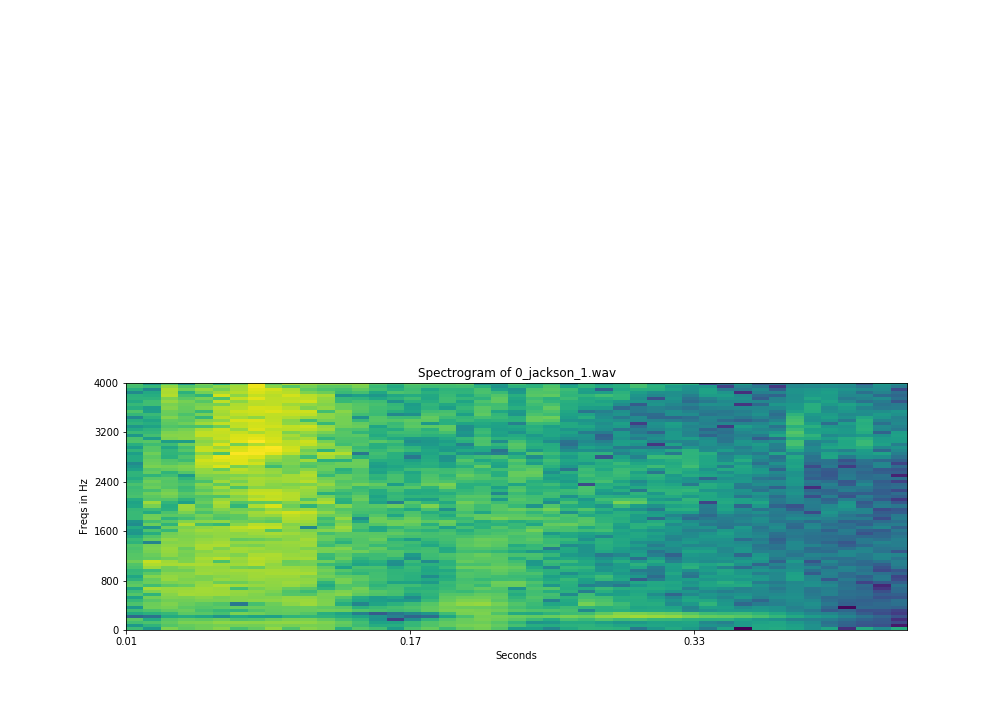 Spectrogram of 0_jackson_1.wav
4000
3200
2400
1600
800
0
Freqs in Hz
0.01 0.17 0.33
Seconds